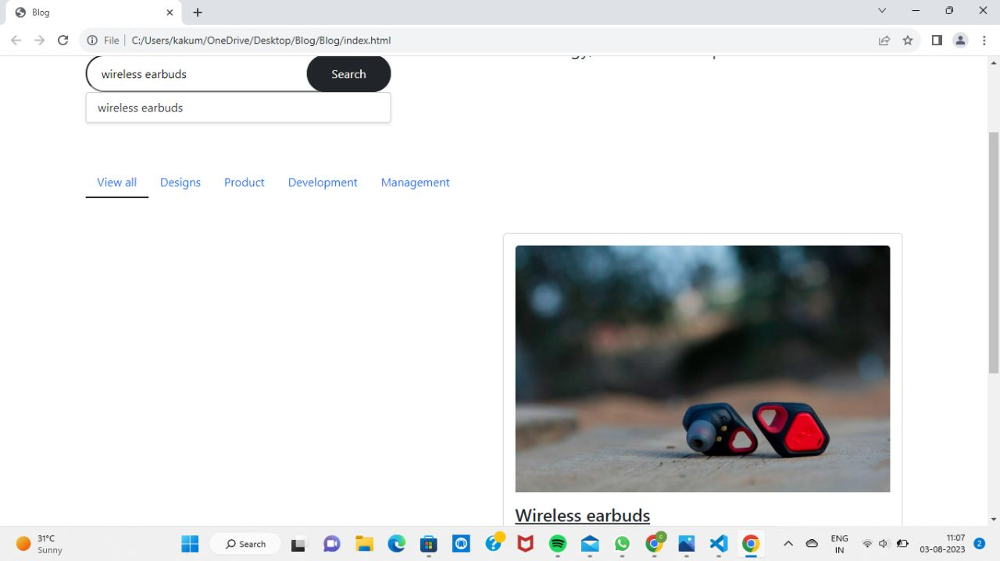 Blog
File
C:/Users/kakum/OneDrive/Desktop/Blog/Blog/index.html
wireless earbuds
Search
wireless earbuds
View all
Designs
Product
Development
Management
Wireless earbuds
31°C
Sunny
Search
C
ENG
IN
11:07
03-08-2023
2